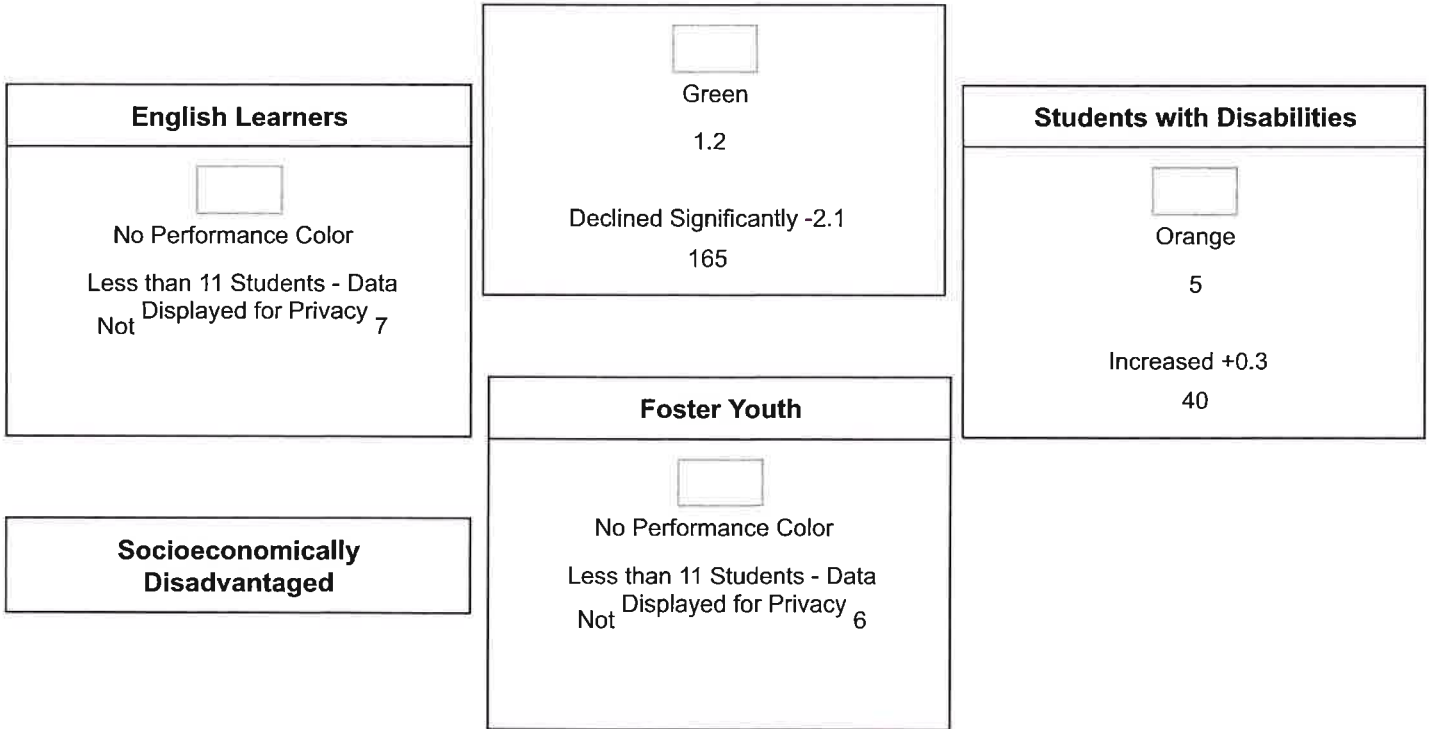 English Learners
No Performance Color
Less than 11 Students - Data
Not Displayed for Privacy 7
Green
1.2
Declined Significantly -2.1
165
Students with Disabilities
Orange
5
Increased +0.3
40
Socioeconomically
Disadvantaged
Foster Youth
No Performance Color
Less than 11 Students - Data
Not Displayed for Privacy 6